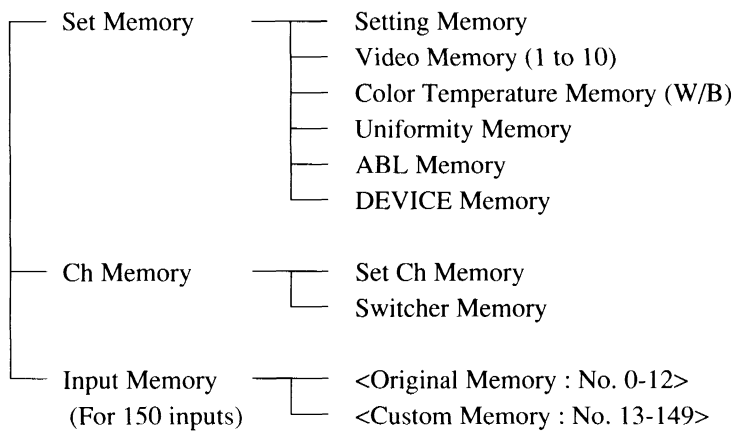 Set Memory Setting Memory
Video Memory (1 to 10)
Color Temperature Memory (W/B)
Uniformity Memory
ABL Memory
DEVICE Memory
Ch Memory Set Ch Memory
Switcher Memory
Input Memory <Original Memory : No. 0-12>
(For 150 inputs) <Custom Memory : No. 13-149>